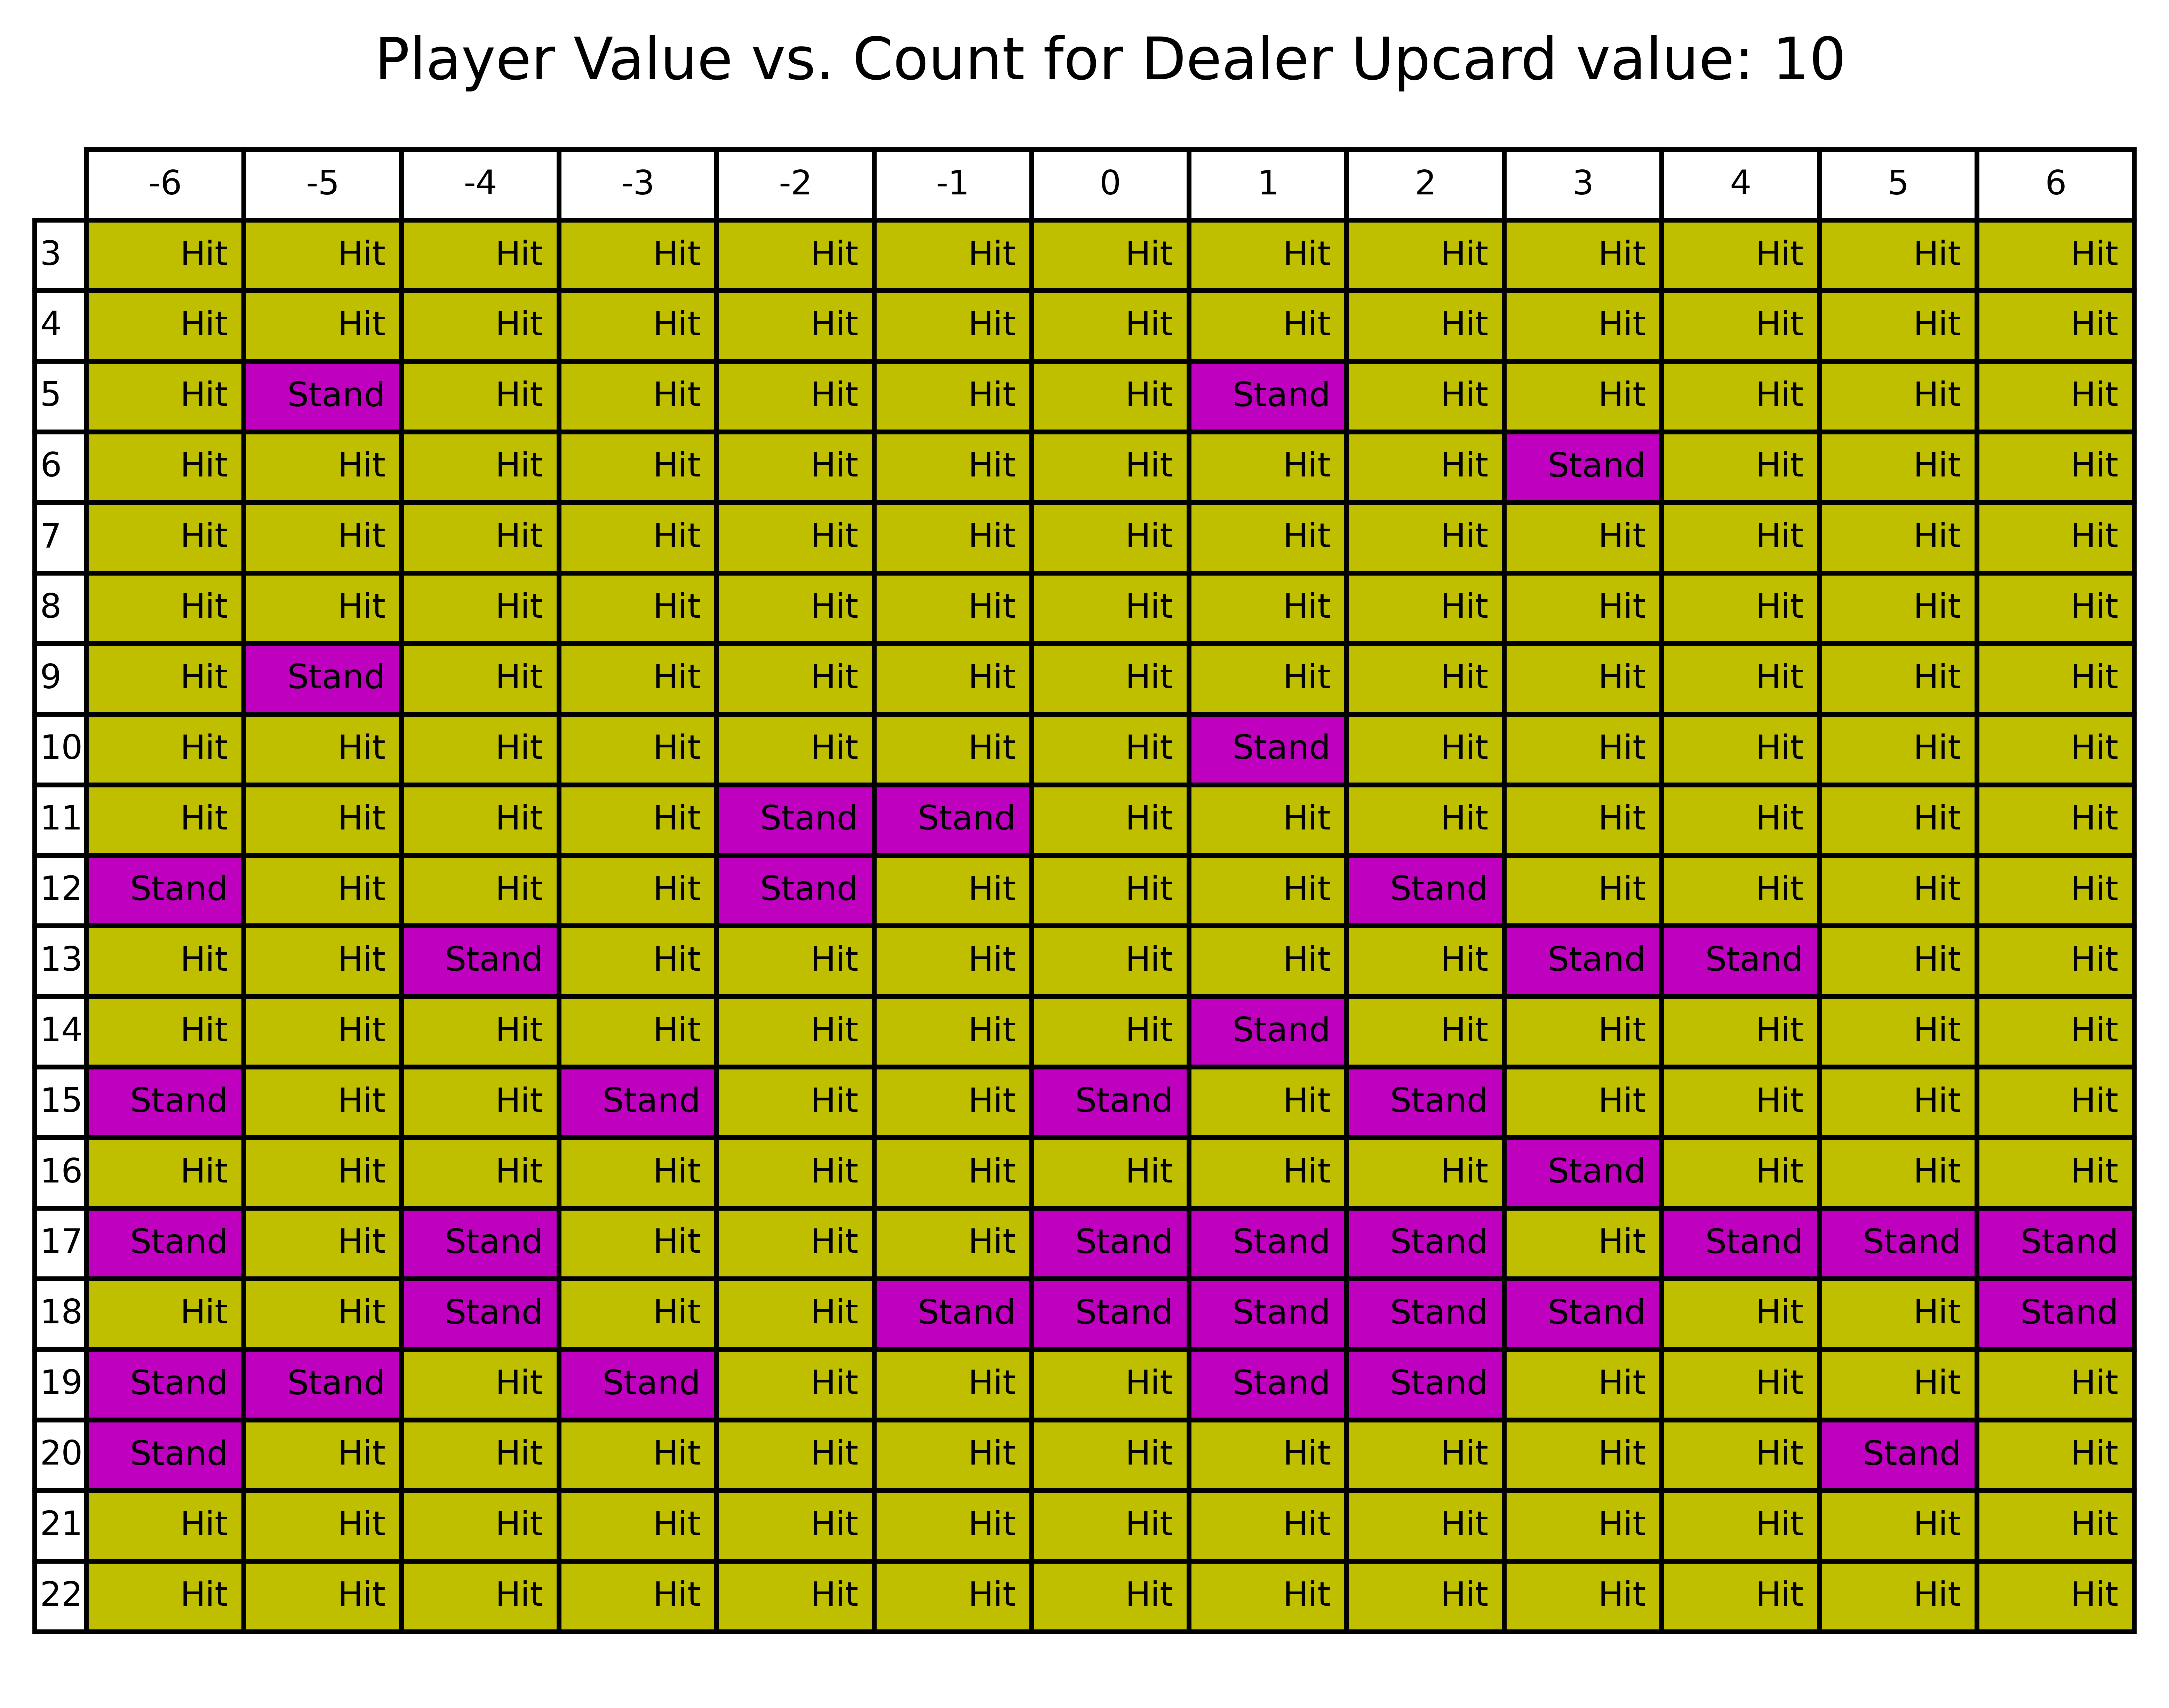 Player Value vs. Count for Dealer Upcard value: 10
-6 -5 -4 -3 -2 -1 0 1 2 3 4 5 6
3 Hit Hit Hit Hit Hit Hit Hit Hit Hit Hit Hit Hit Hit
4 Hit Hit Hit Hit Hit Hit Hit Hit Hit Hit Hit Hit Hit
5 Hit Stand Hit Hit Hit Hit Hit Stand Hit Hit Hit Hit Hit
6 Hit Hit Hit Hit Hit Hit Hit Hit Hit Stand Hit Hit Hit
7 Hit Hit Hit Hit Hit Hit Hit Hit Hit Hit Hit Hit Hit
8 Hit Hit Hit Hit Hit Hit Hit Hit Hit Hit Hit Hit Hit
9 Hit Stand Hit Hit Hit Hit Hit Hit Hit Hit Hit Hit Hit
10 Hit Hit Hit Hit Hit Hit Hit Stand Hit Hit Hit Hit Hit
11 Hit Hit Hit Hit Stand Stand Hit Hit Hit Hit Hit Hit Hit
12 Stand Hit Hit Hit Stand Hit Hit Hit Stand Hit Hit Hit Hit
13 Hit Hit Stand Hit Hit Hit Hit Hit Hit Stand Stand Hit Hit
14 Hit Hit Hit Hit Hit Hit Hit Stand Hit Hit Hit Hit Hit
15 Stand Hit Hit Stand Hit Hit Stand Hit Stand Hit Hit Hit Hit
16 Hit Hit Hit Hit Hit Hit Hit Hit Hit Stand Hit Hit Hit
17 Stand Hit Stand Hit Hit Hit Stand Stand Stand Hit Stand Stand Stand
18 Hit Hit Stand Hit Hit Stand Stand Stand Stand Stand Hit Hit Stand
19 Stand Stand Hit Stand Hit Hit Hit Stand Stand Hit Hit Hit Hit
20 Stand Hit Hit Hit Hit Hit Hit Hit Hit Hit Hit Stand Hit
21 Hit Hit Hit Hit Hit Hit Hit Hit Hit Hit Hit Hit Hit
22 Hit Hit Hit Hit Hit Hit Hit Hit Hit Hit Hit Hit Hit